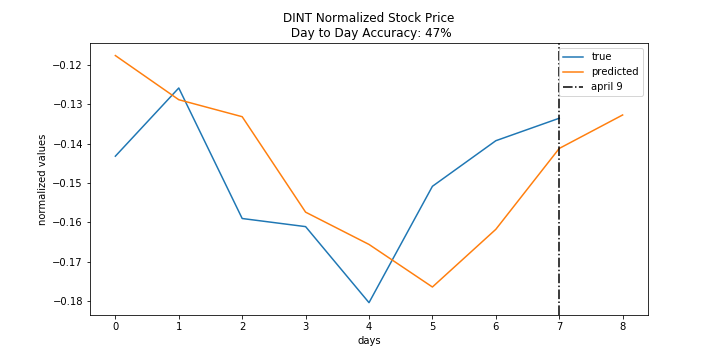 DINT Normalized Stock Price
Day to Day Accuracy: 47%
true
predicted
april 9
normalized values
−0.12
−0.13
−0.14
−0.15
−0.16
−0.17
−0.18
0 1 2 3 4 5 6 7 8
days